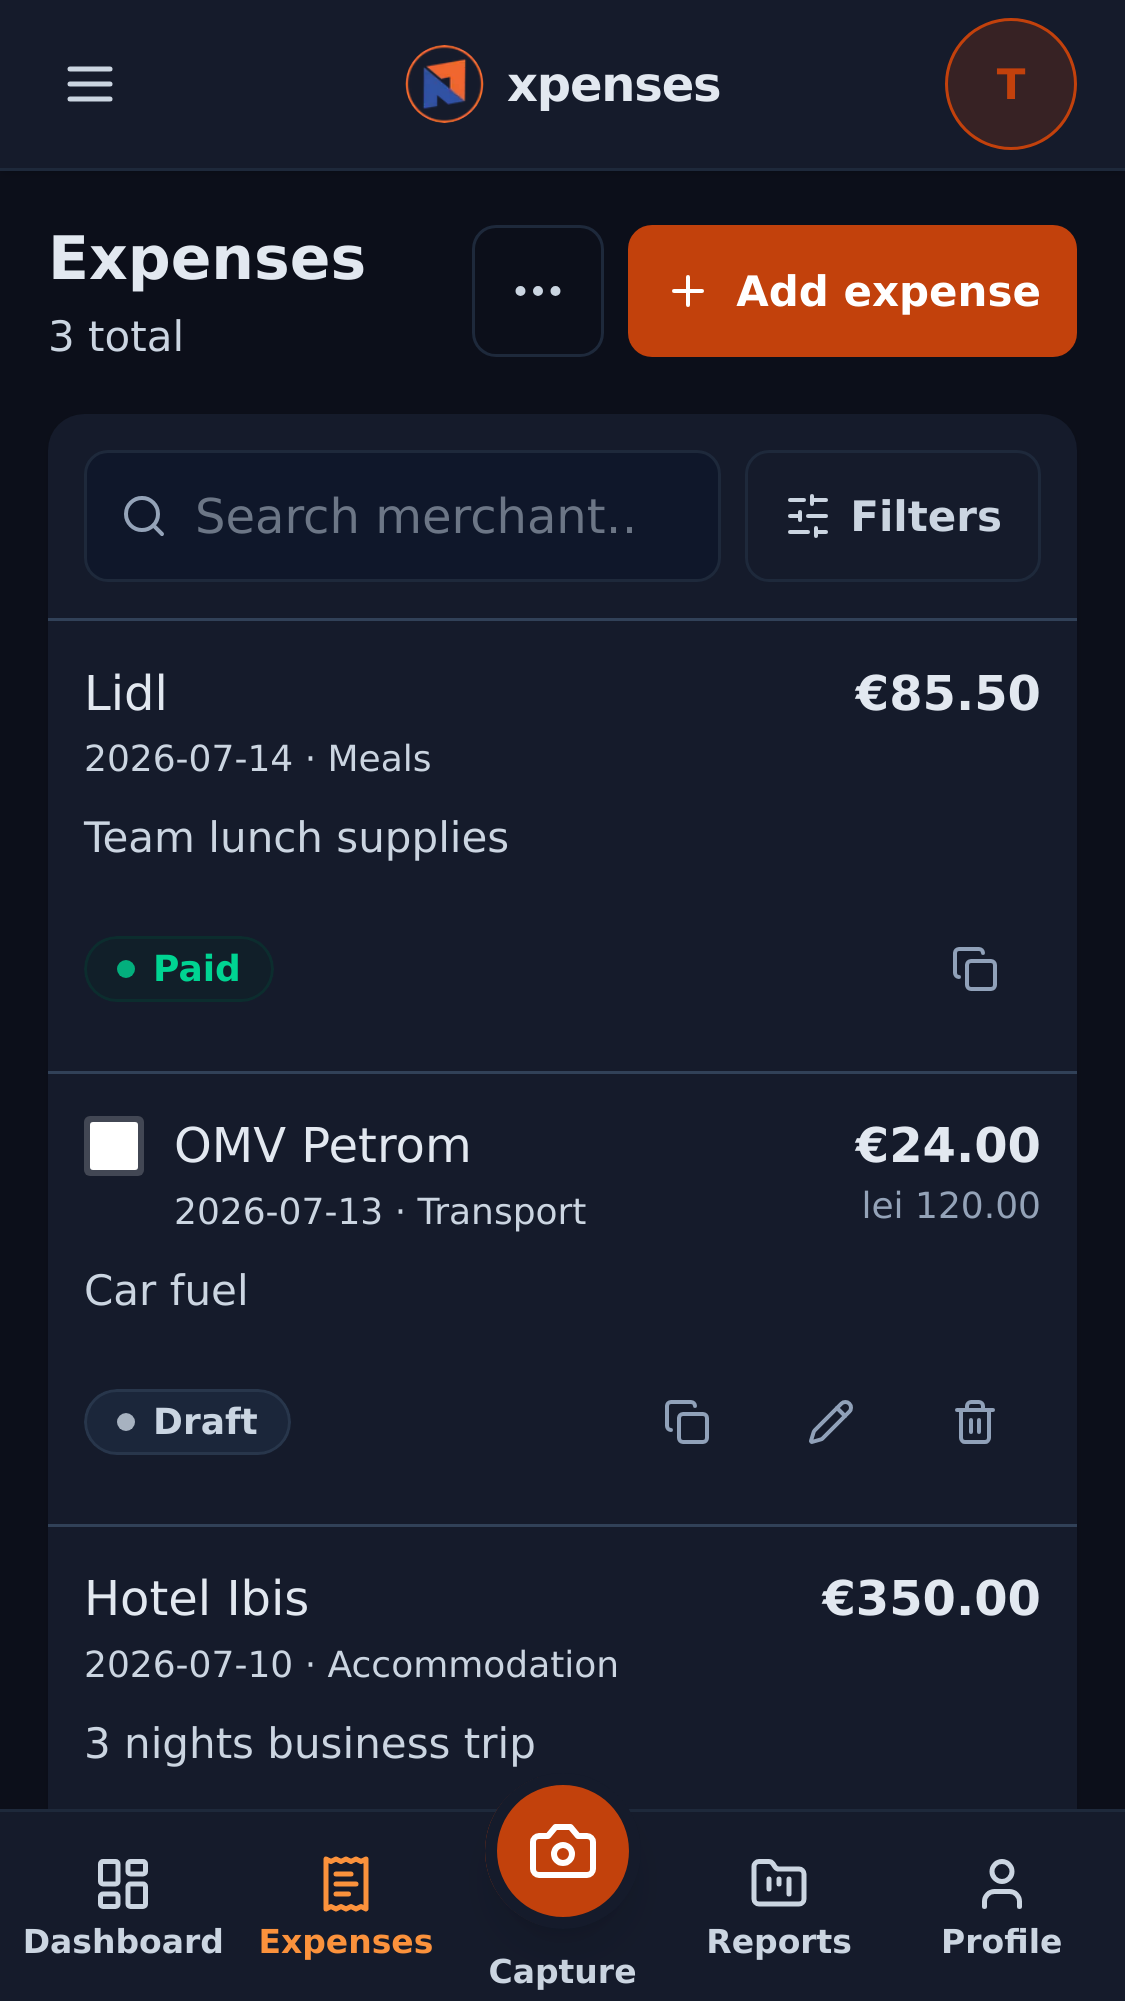 xpenses
T
Expenses
3 total
Add expense
Search merchant..
Filters
Lidl
€85.50
2026-07-14 · Meals
Team lunch supplies
Paid
OMV Petrom
€24.00
2026-07-13 · Transport
lei 120.00
Car fuel
Draft
Hotel Ibis
€350.00
2026-07-10 · Accommodation
3 nights business trip
Dashboard
Expenses
Capture
Reports
Profile